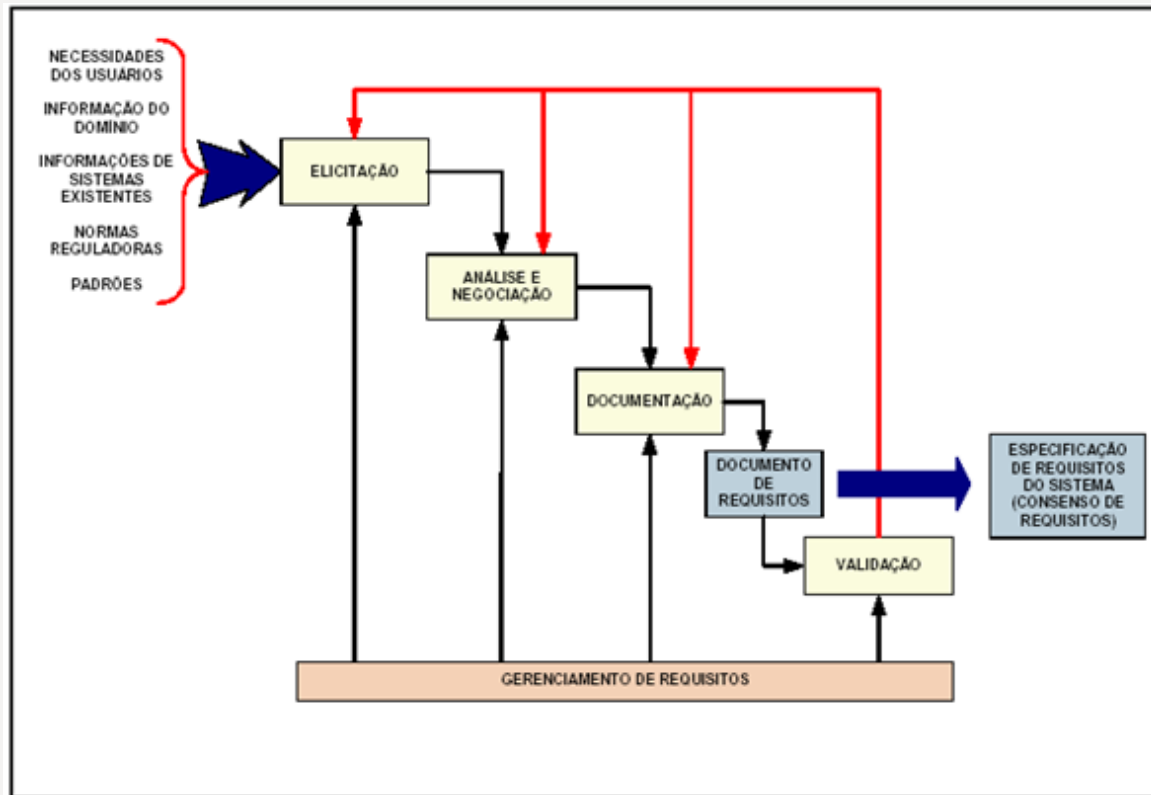 NECESSIDADES
DOS USUÁRIOS
INFORMAÇÃO DO
DOMÍNIO
INFORMAÇÕES DE
SISTEMAS
EXISTENTES
NORMAS
REGULADORAS
PADRÕES
ELICITAÇÃO
ANÁLISE E
NEGOCIAÇÃO
DOCUMENTAÇÃO
DOCUMENTO
DE
REQUISITOS
ESPECIFICAÇÃO
DE REQUISITOS
DO SISTEMA
(CONSENSO DE
REQUISITOS)
VALIDAÇÃO
GERENCIAMENTO DE REQUISITOS